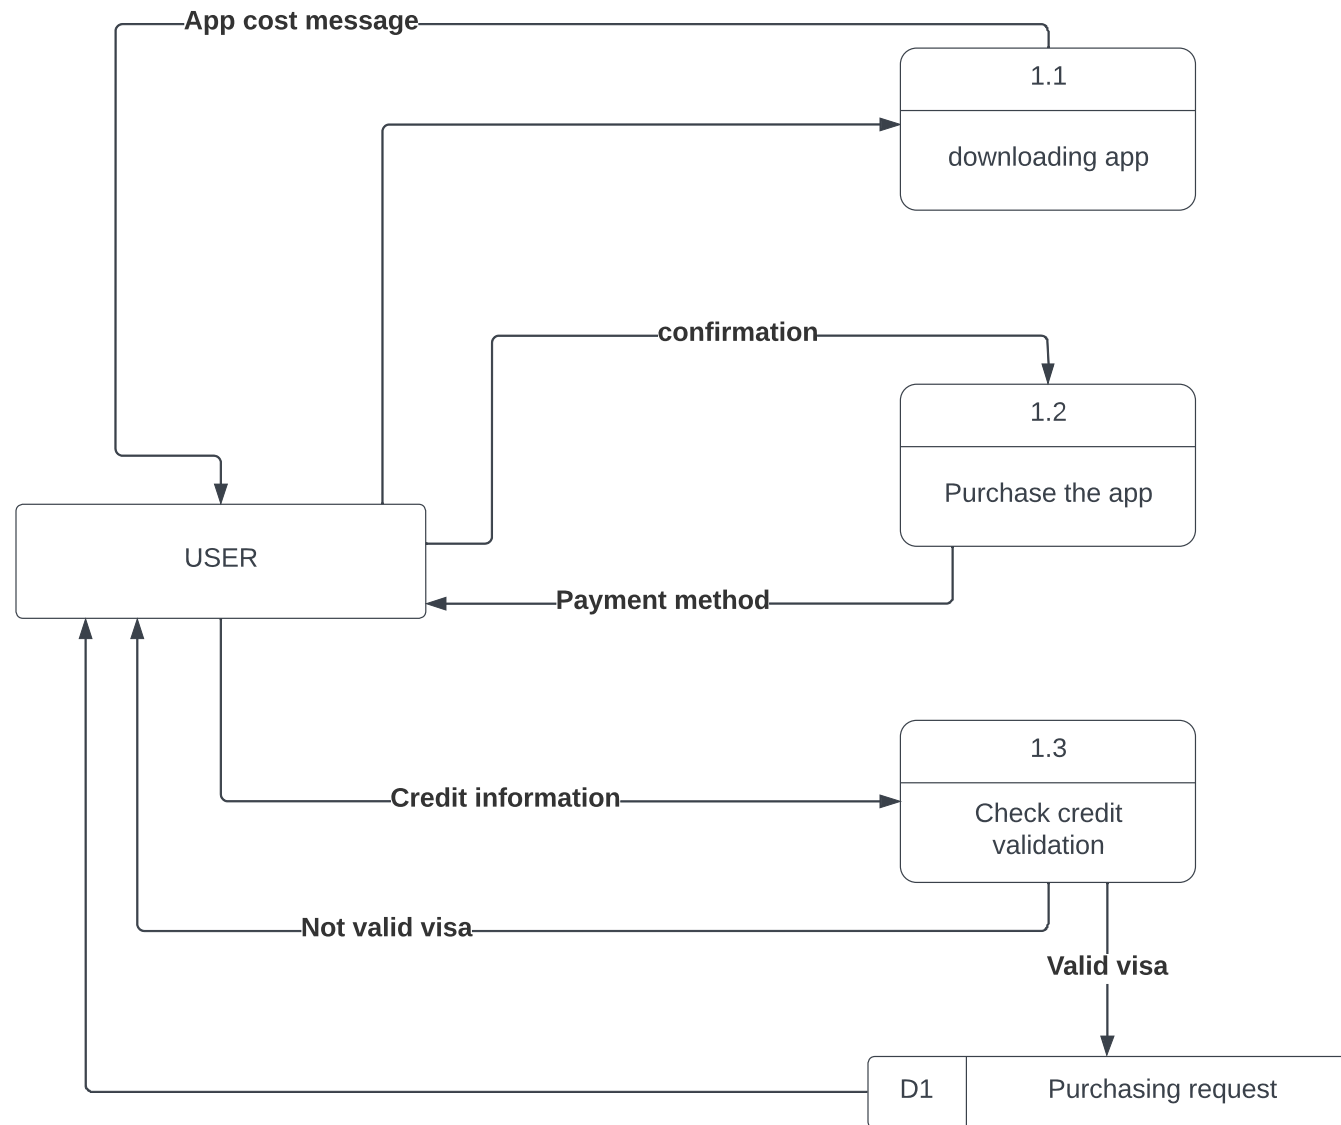 App cost message
1.1
downloading app
confirmation
1.2
Purchase the app
USER
Payment method
1.3
Credit information
Check credit
validation
Not valid visa
Valid visa
D1
Purchasing request